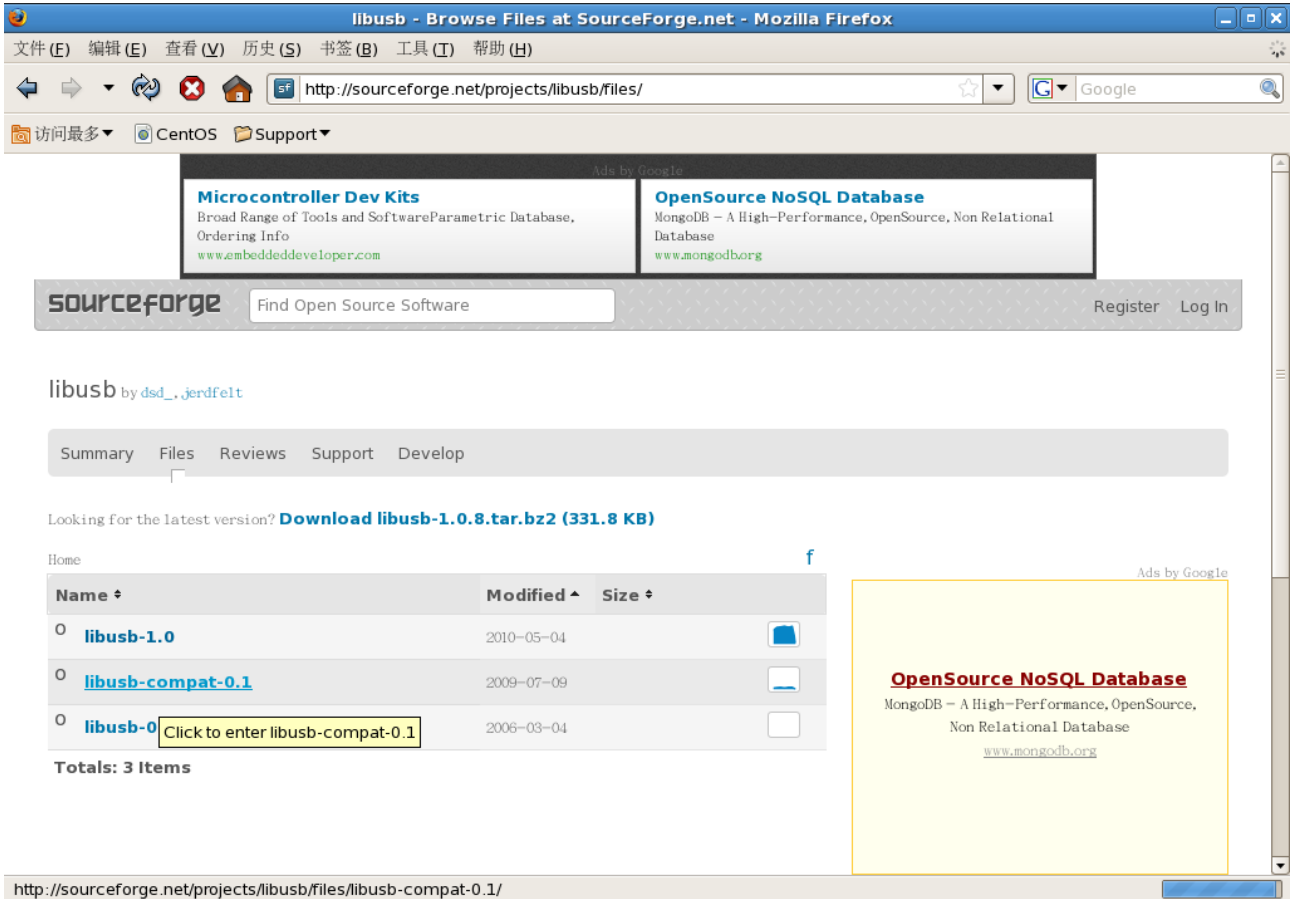 libusb - Browse Files at SourceForge.net - Mozilla Firefox
文件(F) 编辑(E) 查看(V) 历史(S) 书签(B) 工具(T) 帮助(H)
sf http://sourceforge.net/projects/libusb/files/ G Google
访问最多 CentOS Support
Ads by Google
Microcontroller Dev Kits
Broad Range of Tools and SoftwareParametric Database,
Ordering Info
www.embeddeddeveloper.com
OpenSource NoSQL Database
MongoDB - A High-Performance, OpenSource, Non Relational
Database
www.mongodb.org
sourceforge Find Open Source Software Register Log In
libusb by dsd_, jerdfelt
Summary Files Reviews Support Develop
Looking for the latest version? Download libusb-1.0.8.tar.bz2 (331.8 KB)
Home f
Name Modified Size
O libusb-1.0 2010-05-04
O libusb-compat-0.1 2009-07-09
O libusb-0 2006-03-04
Click to enter libusb-compat-0.1
Totals: 3 Items
Ads by Google
OpenSource NoSQL Database
MongoDB - A High-Performance, OpenSource,
Non Relational Database
www.mongodb.org
http://sourceforge.net/projects/libusb/files/libusb-compat-0.1/